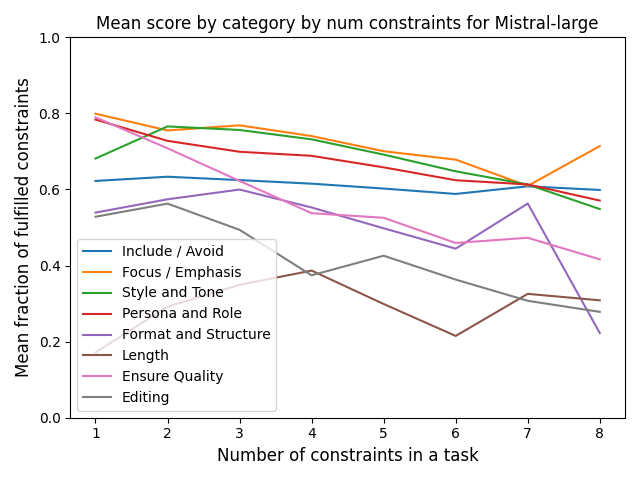 Mean score by category by num constraints for Mistral-large
Mean fraction of fulfilled constraints
1.0
0.8
0.6
0.4
0.2
0.0
Include / Avoid
Focus / Emphasis
Style and Tone
Persona and Role
Format and Structure
Length
Ensure Quality
Editing
1 2 3 4 5 6 7 8
Number of constraints in a task